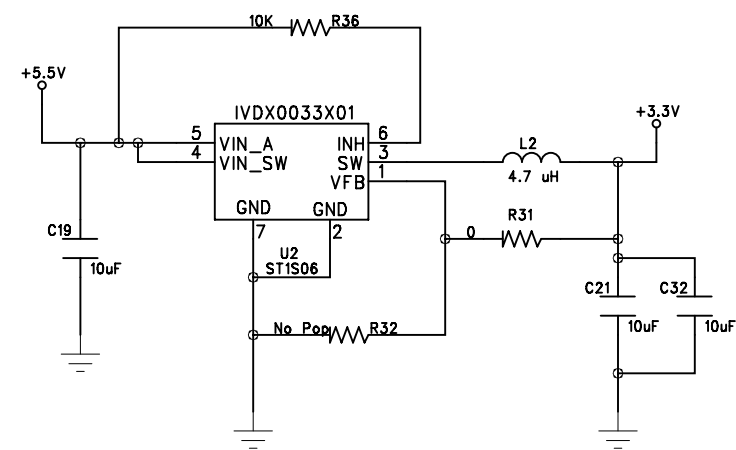 10K R36
+5.5V
IVDX0033X01
+3.3V
5 VIN_A INH 6
4 VIN_SW SW 3
VFB 1
L2
4.7 uH
GND GND
7 2
R31
0
C19
10uF
U2
ST1S06
No Pop R32
C21 C32
10uF 10uF